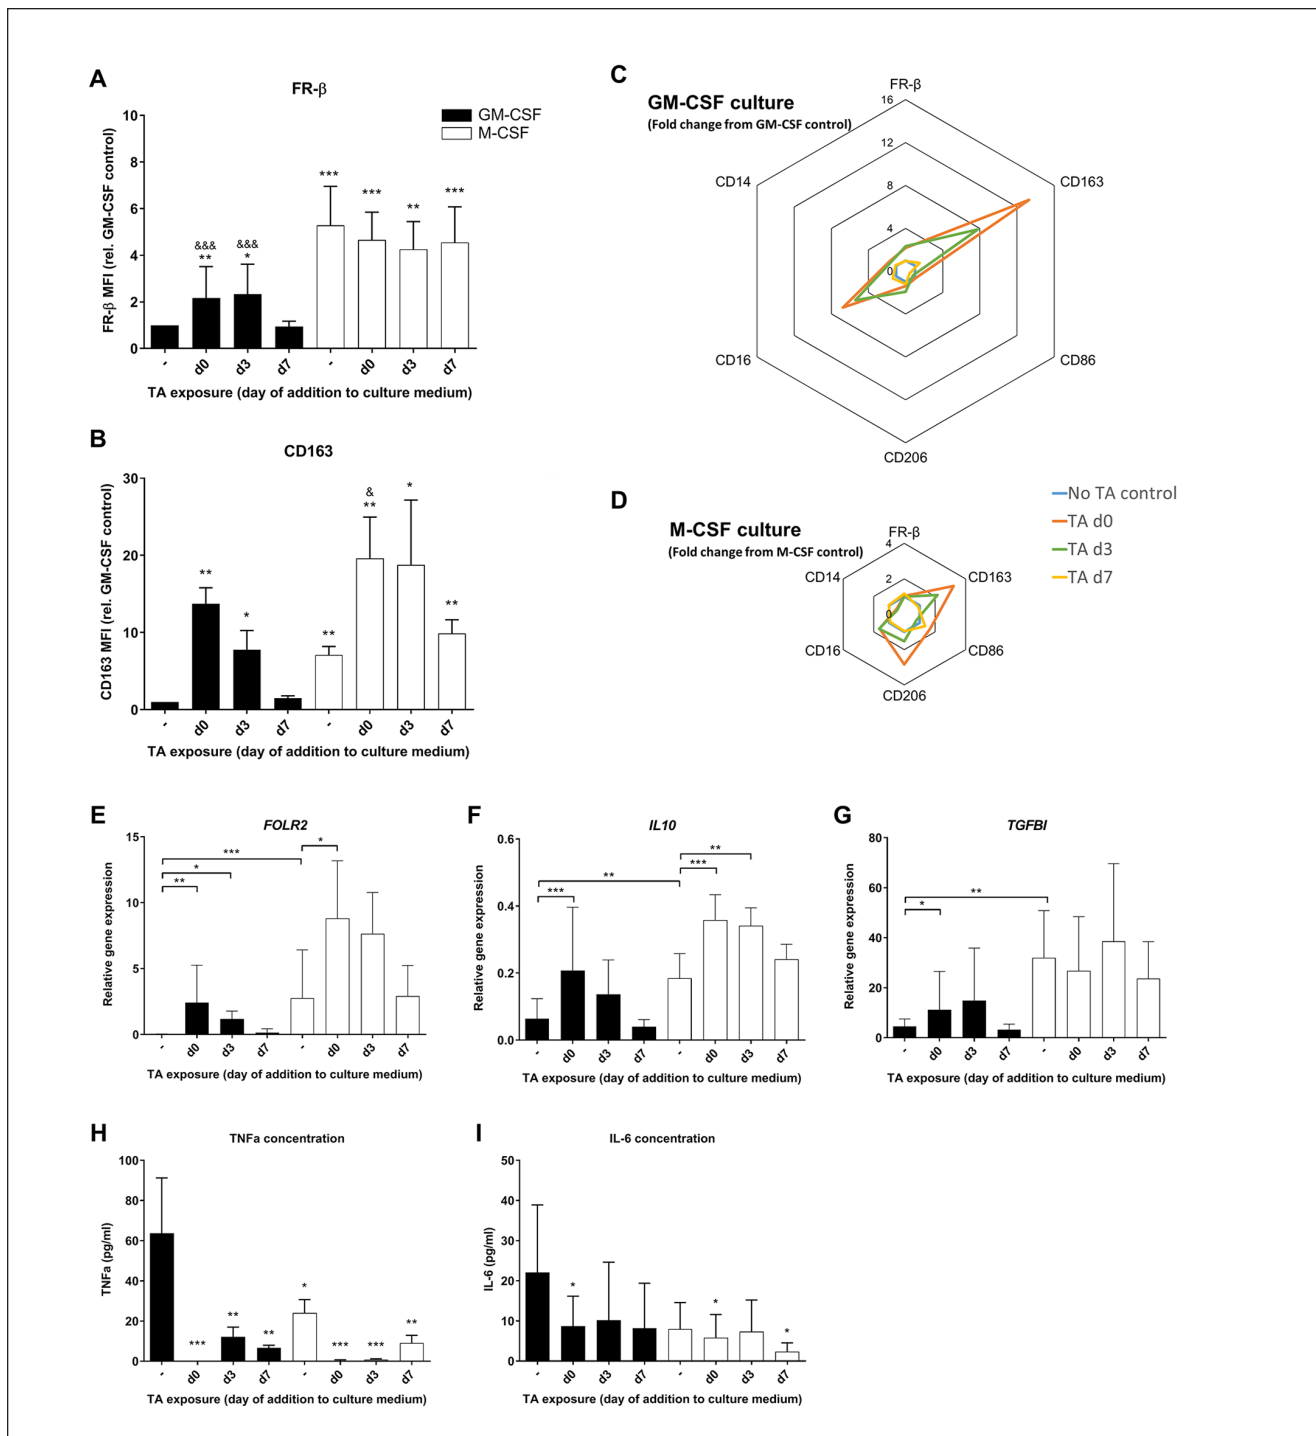 A
FR-β
GM-CSF
M-CSF
FR-β MFI (rel. GM-CSF control)
10
8
6
4
2
0
&&&
**
&&&
*
***
***
**
***
- d0 d3 d7 - d0 d3 d7
TA exposure (day of addition to culture medium)
B
CD163
CD163 MFI (rel. GM-CSF control)
30
20
10
0
**
*
**
&
**
*
**
- d0 d3 d7 - d0 d3 d7
TA exposure (day of addition to culture medium)
C
GM-CSF culture
(Fold change from GM-CSF control)
FR-β
CD163
CD86
CD206
CD16
CD14
16
12
8
4
0
D
M-CSF culture
(Fold change from M-CSF control)
FR-β
CD163
CD86
CD206
CD16
CD14
4
2
0
No TA control
TA d0
TA d3
TA d7
E
FOLR2
Relative gene expression
15
10
5
0
***
*
**
*
- d0 d3 d7 - d0 d3 d7
TA exposure (day of addition to culture medium)
F
IL10
Relative gene expression
0.6
0.4
0.2
0.0
**
***
**
***
- d0 d3 d7 - d0 d3 d7
TA exposure (day of addition to culture medium)
G
TGFBI
Relative gene expression
80
60
40
20
0
**
*
- d0 d3 d7 - d0 d3 d7
TA exposure (day of addition to culture medium)
H
TNFa concentration
TNFa (pg/ml)
100
80
60
40
20
0
***
**
**
*
***
***
**
- d0 d3 d7 - d0 d3 d7
TA exposure (day of addition to culture medium)
I
IL-6 concentration
IL-6 (pg/ml)
50
40
30
20
10
0
*
*
*
- d0 d3 d7 - d0 d3 d7
TA exposure (day of addition to culture medium)